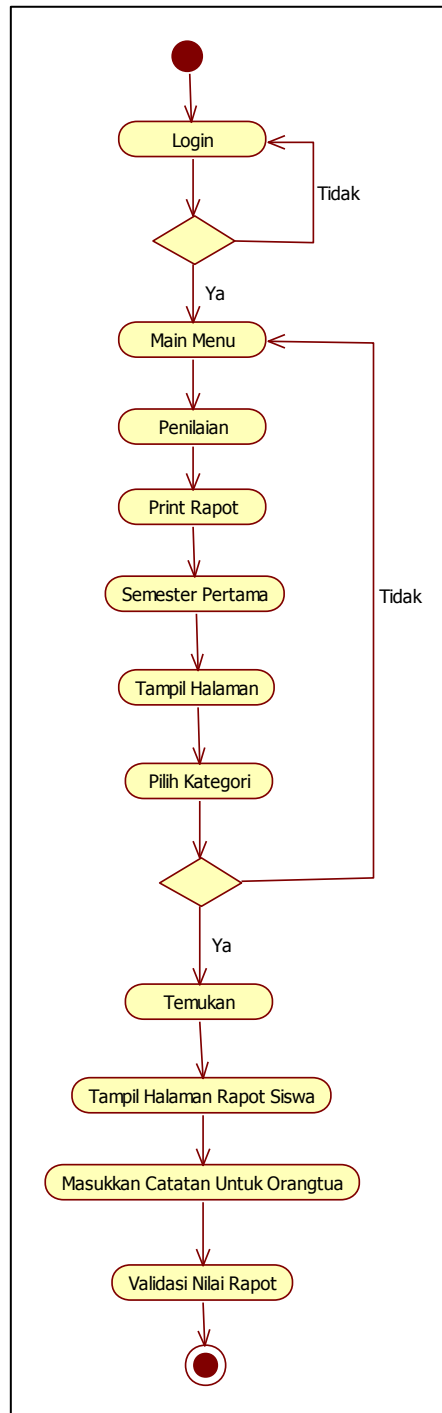 Login
Tidak
Ya
Main Menu
Penilaian
Print Rapot
Semester Pertama
Tidak
Tampil Halaman
Pilih Kategori
Ya
Temukan
Tampil Halaman Rapot Siswa
Masukkan Catatan Untuk Orangtua
Validasi Nilai Rapot